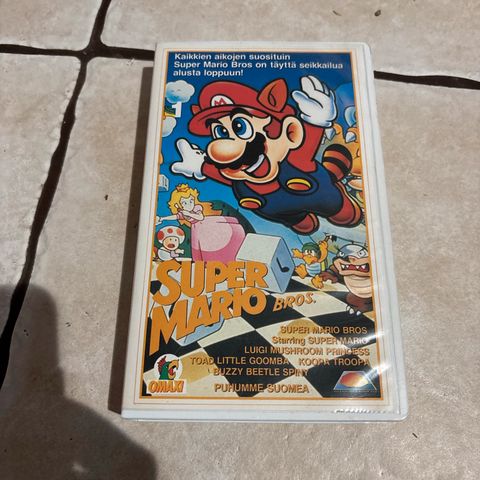 Kaikkien aikojen suosituin
Super Mario Bros on täyttä seikkailua
alusta loppuun!
1
M
SUPER
MARIO BROS.
SUPER MARIO BROS
Starring SUPER MARIO
LUIGI MUSHROOM PRINCESS
TOAD LITTLE GOOMBA KOOPA TROOPA
BUZZY BEETLE SPINY
PUHUMME SUOMEA
OMAXI